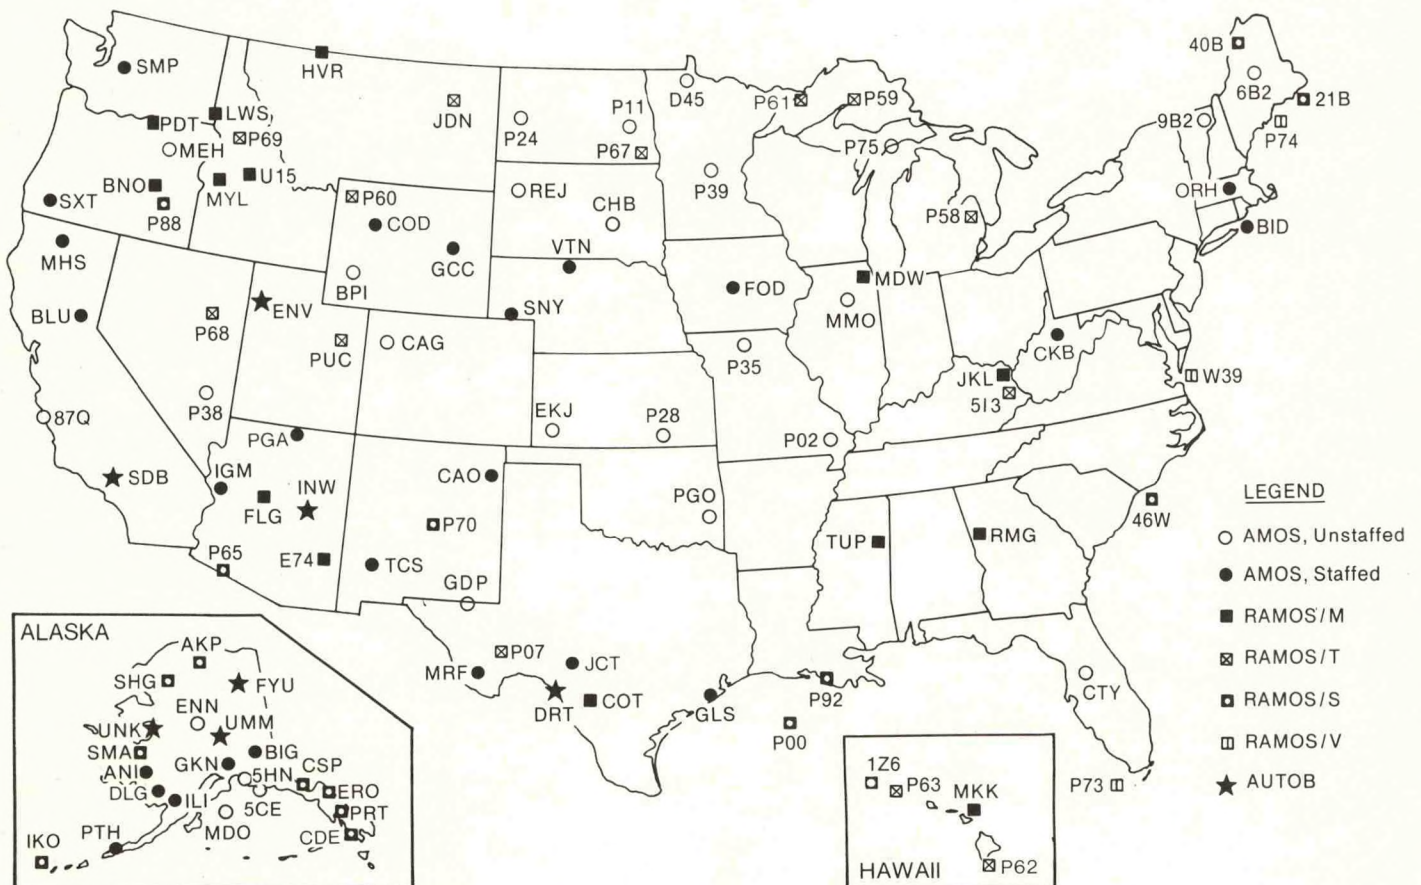 SMP
HVR
LWS
PDT
P69
MEH
BNO
MYL
U15
SXT
P88
MHS
BLU
JDN
P24
P11
P67
D45
P61
P59
P75
P39
P58
40B
6B2
21B
9B2
P74
ORH
BID
P60
COD
GCC
BPI
REJ
CHB
VTN
SNY
FOD
MDW
MMO
ENV
P68
PUC
CAG
P35
CKB
JKL
5I3
W39
P38
87Q
EKJ
P28
P02
PGA
SDB
IGM
FLG
INW
CAO
P70
PGO
46W
P65
E74
TCS
GDP
TUP
RMG
MRF
P07
JCT
DRT
COT
GLS
P92
P00
CTY
P73
LEGEND
AMOS, Unstaffed
AMOS, Staffed
RAMOS/M
RAMOS/T
RAMOS/S
RAMOS/V
AUTOB
ALASKA
AKP
SHG
FYU
ENN
UNK
UMM
SMA
BIG
ANI
GKN
CSP
5HN
DLG
ILI
ERO
5CE
PRT
MDO
CDE
PTH
IKO
1Z6
P63
MKK
P62
HAWAII